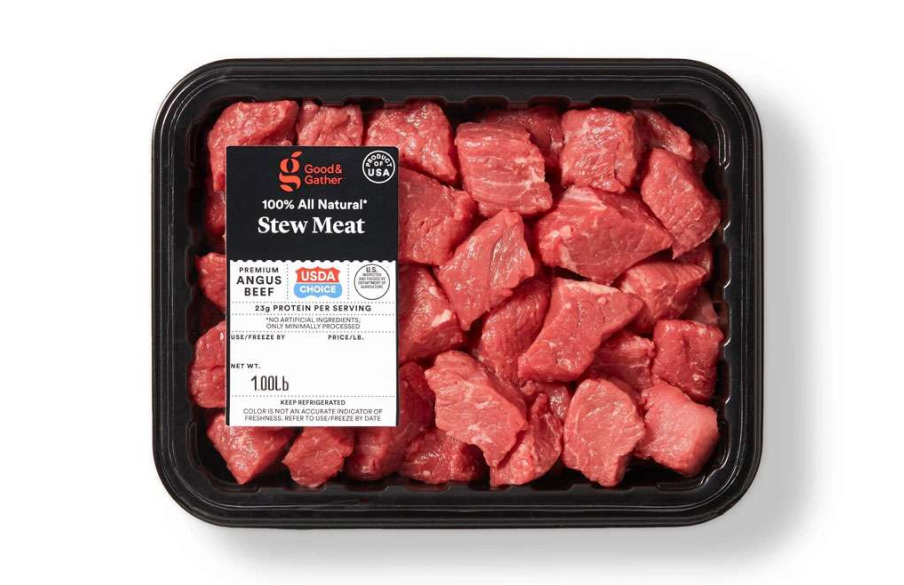 Good&
Gather
PRODUCT
OF
USA
100% All Natural*
Stew Meat
PREMIUM
ANGUS
BEEF
USDA
CHOICE
U.S.
INSPECTED
AND PASSED BY
DEPARTMENT OF
AGRICULTURE
23g PROTEIN PER SERVING
*NO ARTIFICIAL INGREDIENTS,
ONLY MINIMALLY PROCESSED
USE/FREEZE BY PRICE/LB.
NET WT.
1.00Lb
KEEP REFRIGERATED
COLOR IS NOT AN ACCURATE INDICATOR OF
FRESHNESS. REFER TO USE/FREEZE BY DATE